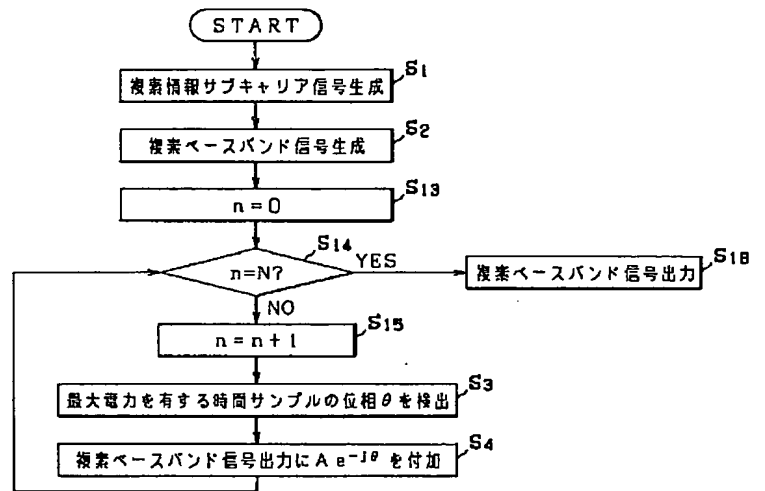 START
複素情報サブキャリア信号生成
S1
複素ベースバンド信号生成
S2
n=0
S13
n=N?
S14
YES
複素ベースバンド信号出力
S18
NO
n=n+1
S15
最大電力を有する時間サンプルの位相θを検出
S3
複素ベースバンド信号出力にAe^{-jθ}を付加
S4